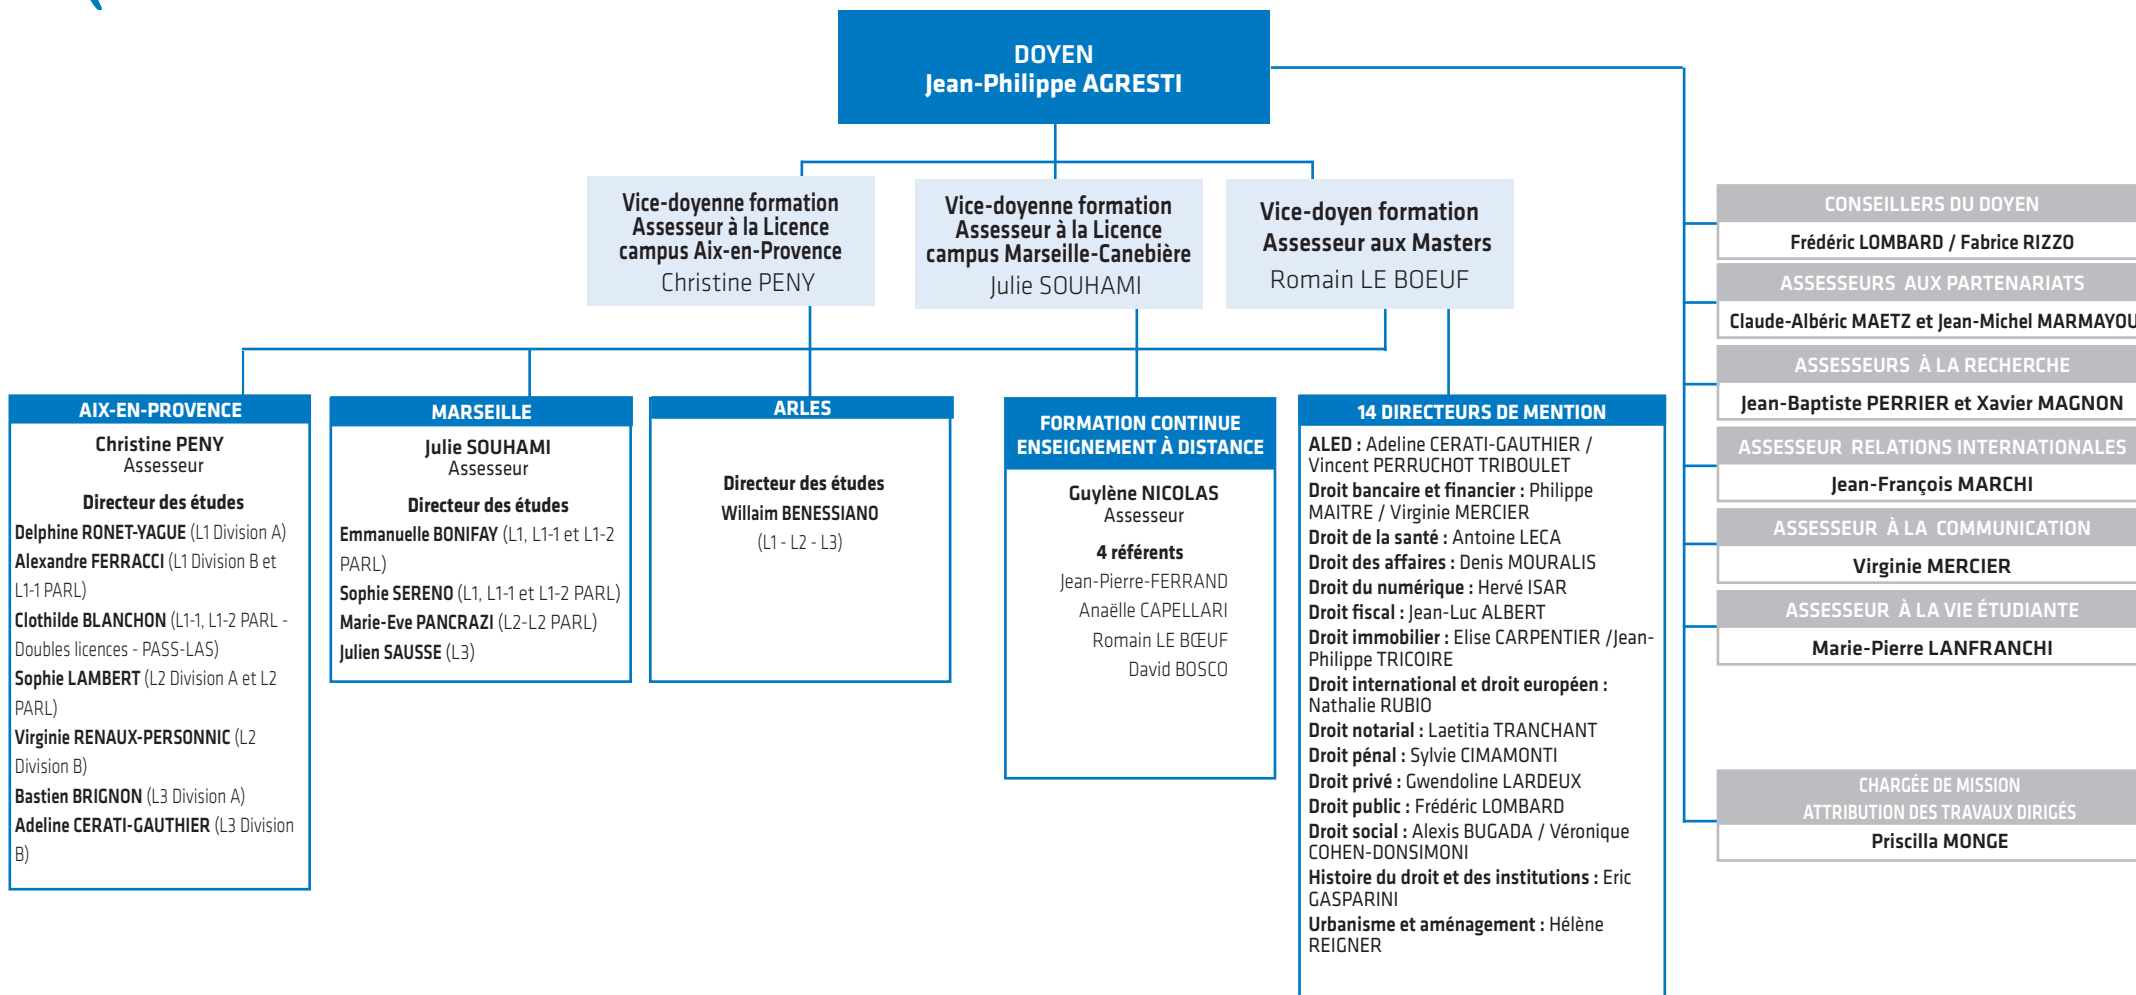 DOYEN
Jean-Philippe AGRESTI
Vice-doyenne formation
Assesseur à la Licence
campus Aix-en-Provence
Christine PENY
Vice-doyenne formation
Assesseur à la Licence
campus Marseille-Canebière
Julie SOUHAMI
Vice-doyen formation
Assesseur aux Masters
Romain LE BOEUF
CONSEILLERS DU DOYEN
Frédéric LOMBARD / Fabrice RIZZO
ASSESSEURS AUX PARTENARIATS
Claude-Albéric MAETZ et Jean-Michel MARMAYOU
ASSESSEURS À LA RECHERCHE
Jean-Baptiste PERRIER et Xavier MAGNON
ASSESSEUR RELATIONS INTERNATIONALES
Jean-François MARCHI
ASSESSEUR À LA COMMUNICATION
Virginie MERCIER
ASSESSEUR À LA VIE ÉTUDIANTE
Marie-Pierre LANFRANCHI
CHARGÉE DE MISSION
ATTRIBUTION DES TRAVAUX DIRIGÉS
Priscilla MONGE
AIX-EN-PROVENCE
Christine PENY
Assesseur
Directeur des études
Delphine RONET-YAGUE (L1 Division A)
Alexandre FERRACCI (L1 Division B et
L1-1 PARL)
Clothilde BLANCHON (L1-1, L1-2 PARL -
Doubles licences - PASS-LAS)
Sophie LAMBERT (L2 Division A et L2
PARL)
Virginie RENAUX-PERSONNIC (L2
Division B)
Bastien BRIGNON (L3 Division A)
Adeline CERATI-GAUTHIER (L3 Division
B)
MARSEILLE
Julie SOUHAMI
Assesseur
Directeur des études
Emmanuelle BONIFAY (L1, L1-1 et L1-2
PARL)
Sophie SERENO (L1, L1-1 et L1-2 PARL)
Marie-Eve PANCRAZI (L2-L2 PARL)
Julien SAUSSE (L3)
ARLES
Directeur des études
Willaim BENESSIANO
(L1 - L2 - L3)
FORMATION CONTINUE
ENSEIGNEMENT À DISTANCE
Guylène NICOLAS
Assesseur
4 référents
Jean-Pierre-FERRAND
Anaëlle CAPELLARI
Romain LE BŒUF
David BOSCO
14 DIRECTEURS DE MENTION
ALED : Adeline CERATI-GAUTHIER /
Vincent PERRUCHOT TRIBOULET
Droit bancaire et financier : Philippe
MAITRE / Virginie MERCIER
Droit de la santé : Antoine LECA
Droit des affaires : Denis MOURALIS
Droit du numérique : Hervé ISAR
Droit fiscal : Jean-Luc ALBERT
Droit immobilier : Elise CARPENTIER /Jean-
Philippe TRICOIRE
Droit international et droit européen :
Nathalie RUBIO
Droit notarial : Laetitia TRANCHANT
Droit pénal : Sylvie CIMAMONTI
Droit privé : Gwendoline LARDEUX
Droit public : Frédéric LOMBARD
Droit social : Alexis BUGADA / Véronique
COHEN-DONSIMONI
Histoire du droit et des institutions : Eric
GASPARINI
Urbanisme et aménagement : Hélène
REIGNER